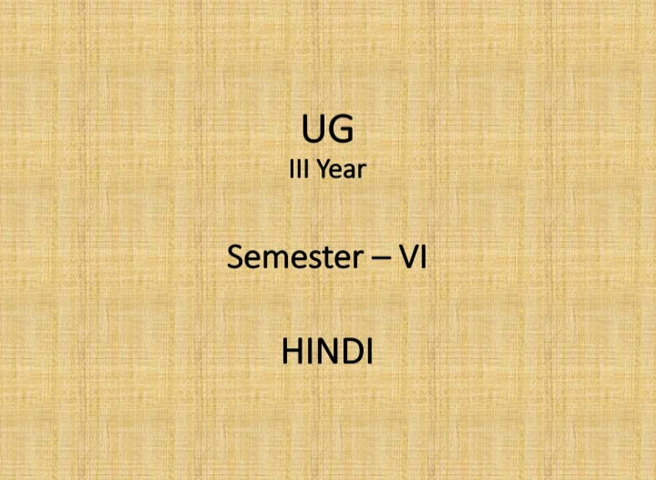 UG
III Year
Semester – VI
HINDI